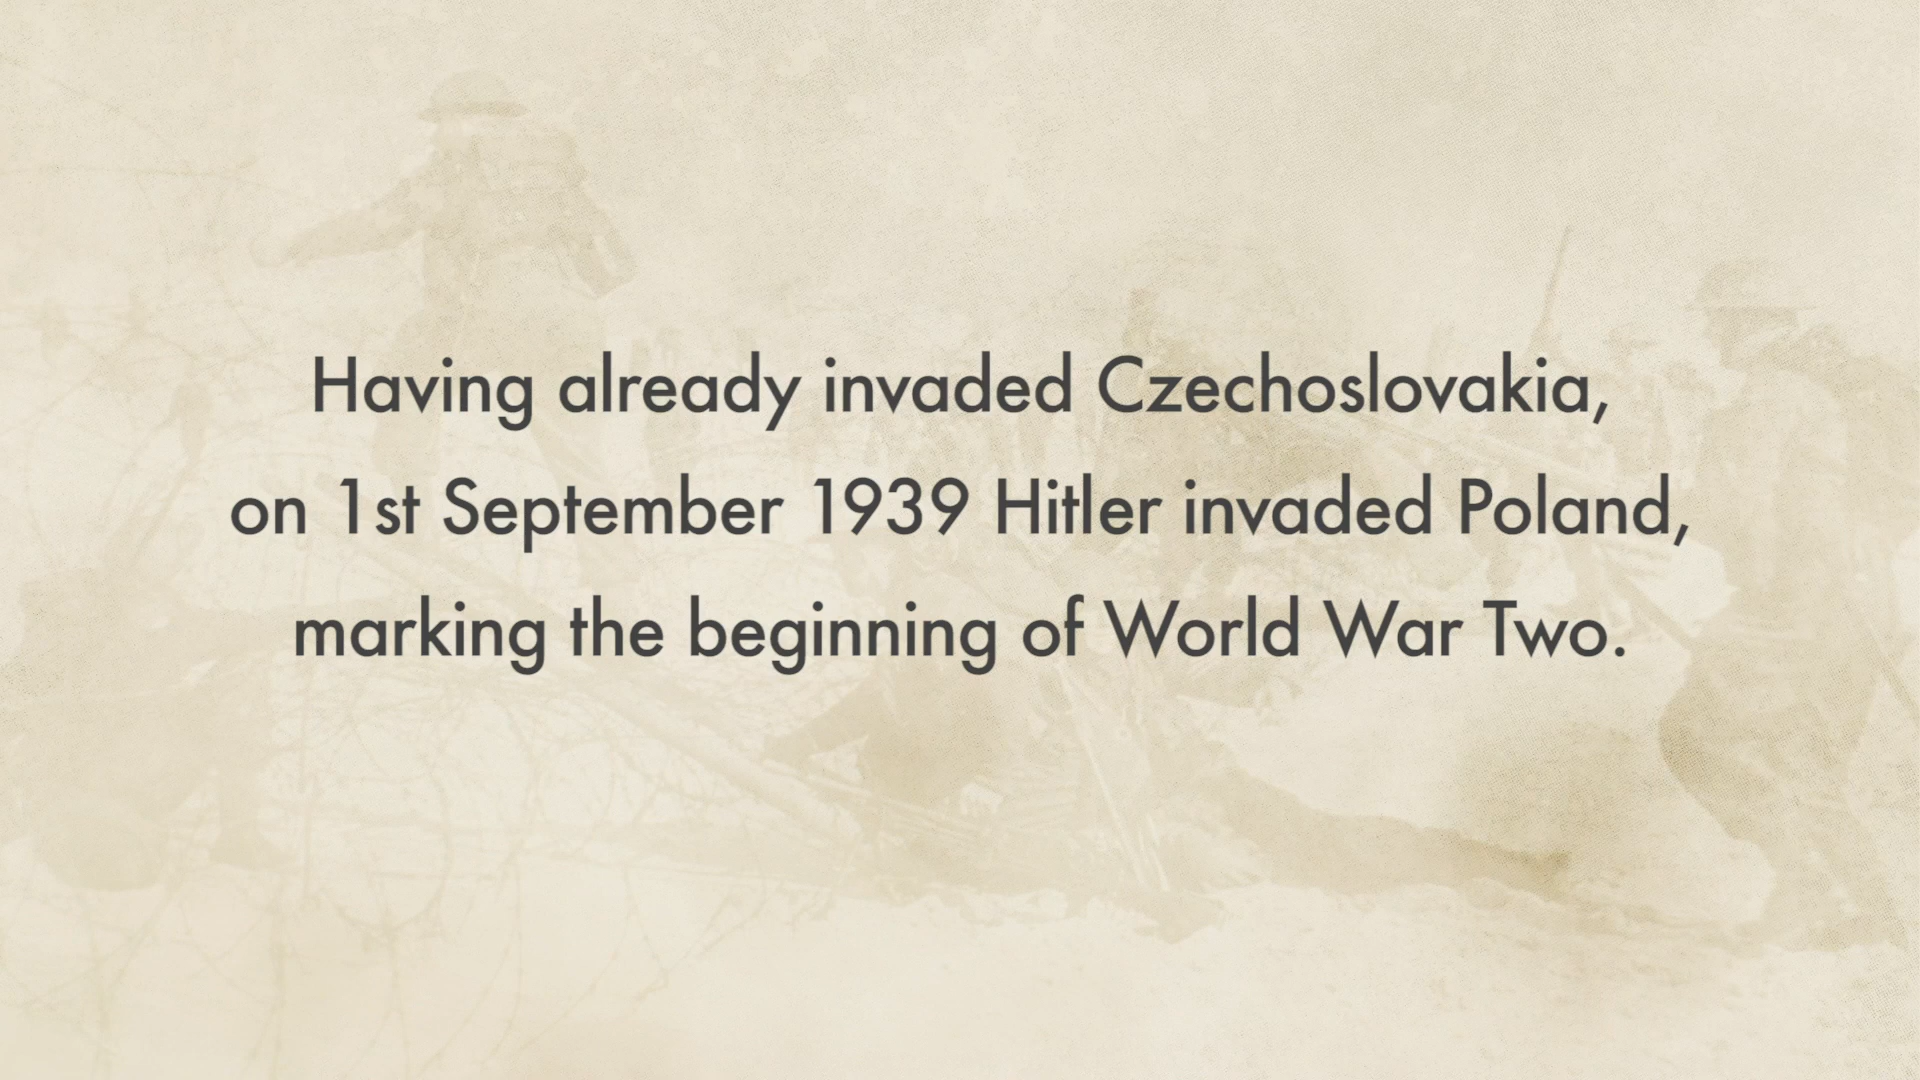 Having already invaded Czechoslovakia,
on 1st September 1939 Hitler invaded Poland,
marking the beginning of World War Two.